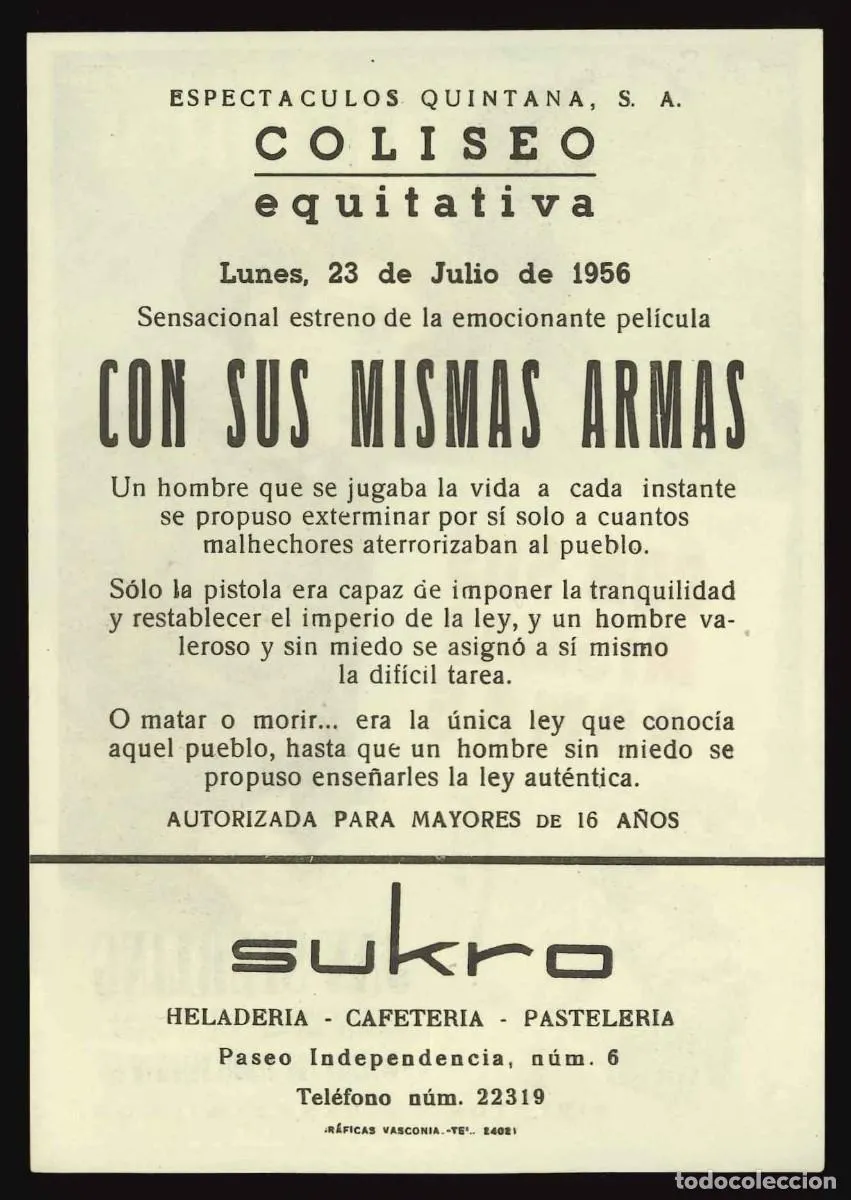 ESPECTACULOS QUINTANA, S. A.
COLISEO
equitativa
Lunes, 23 de Julio de 1956
Sensacional estreno de la emocionante película
CON SUS MISMAS ARMAS
Un hombre que se jugaba la vida a cada instante
se propuso exterminar por sí solo a cuantos
malhechores aterrorizaban al pueblo.
Sólo la pistola era capaz de imponer la tranquilidad
y restablecer el imperio de la ley, y un hombre va-
leroso y sin miedo se asignó a sí mismo
la difícil tarea.
O matar o morir... era la única ley que conocía
aquel pueblo, hasta que un hombre sin miedo se
propuso enseñarles la ley auténtica.
AUTORIZADA PARA MAYORES DE 16 AÑOS
sukro
HELADERIA - CAFETERIA - PASTELERIA
Paseo Independencia, núm. 6
Teléfono núm. 22319
RÁFICAS VASCONIA.-TE
todocoleccion